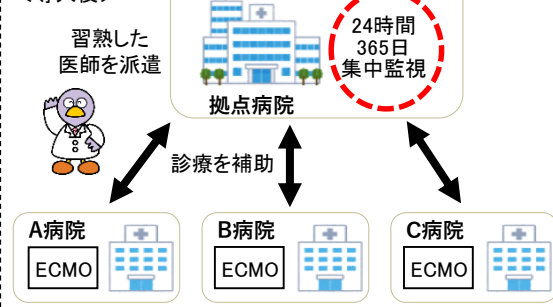 習熟した
医師を派遣
24時間
365日
集中監視
拠点病院
診療を補助
A病院
ECMO
B病院
ECMO
C病院
ECMO